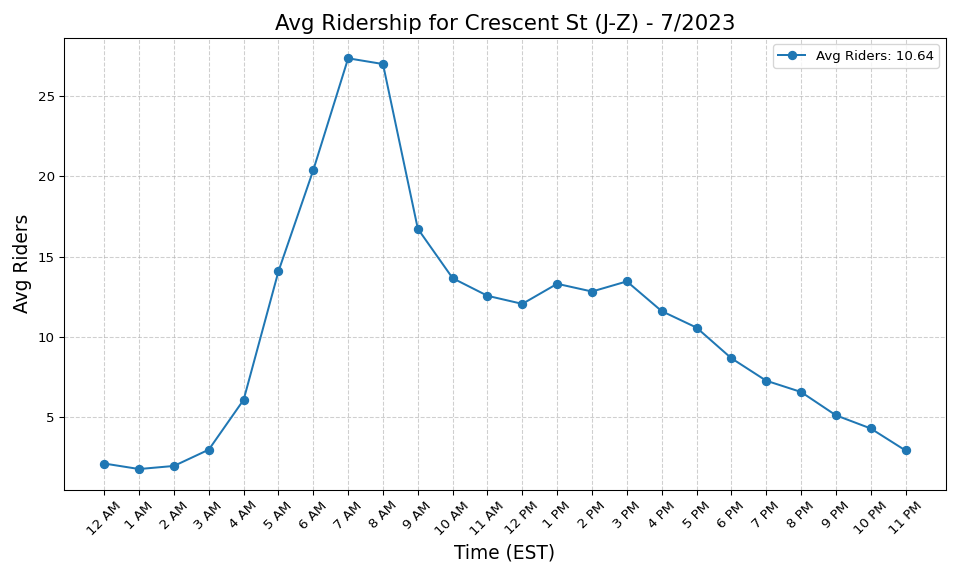 Avg Ridership for Crescent St (J-Z) - 7/2023
Avg Riders: 10.64
Avg Riders
25
20
15
10
5
12 AM
1 AM
2 AM
3 AM
4 AM
5 AM
6 AM
7 AM
8 AM
9 AM
10 AM
11 AM
12 PM
1 PM
2 PM
3 PM
4 PM
5 PM
6 PM
7 PM
8 PM
9 PM
10 PM
11 PM
Time (EST)